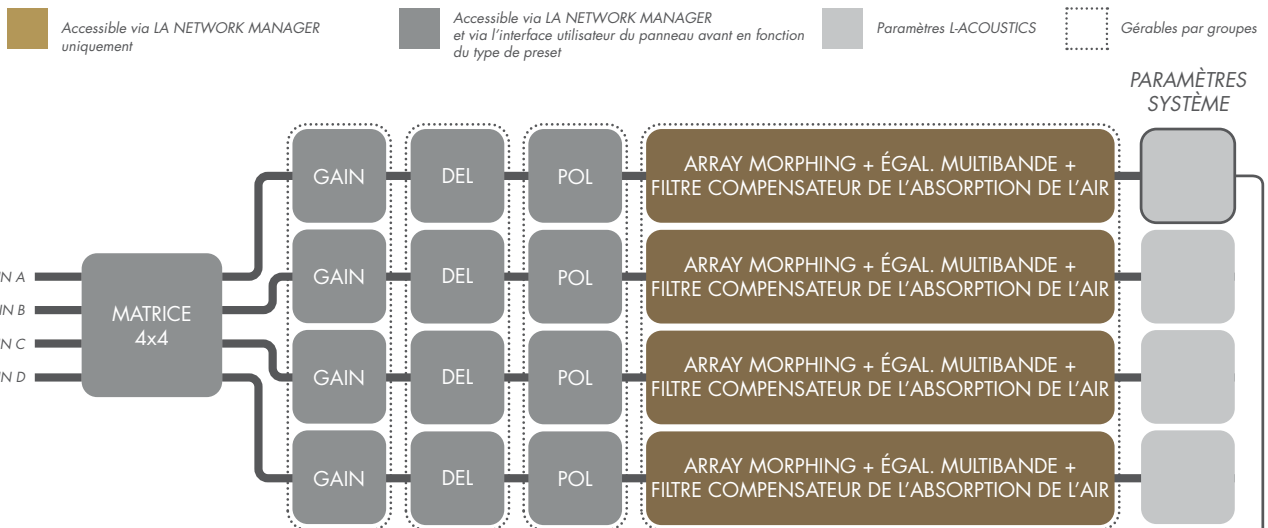 Accessible via LA NETWORK MANAGER
uniquement
Accessible via LA NETWORK MANAGER
et via l'interface utilisateur du panneau avant en fonction
du type de preset
Paramètres L-ACOUSTICS
Gérables par groupes
PARAMÈTRES
SYSTÈME
GAIN
DEL
POL
ARRAY MORPHING + ÉGAL. MULTIBANDE +
FILTRE COMPENSATEUR DE L'ABSORPTION DE L'AIR
IN A
IN B
IN C
IN D
MATRICE
4x4
GAIN
DEL
POL
ARRAY MORPHING + ÉGAL. MULTIBANDE +
FILTRE COMPENSATEUR DE L'ABSORPTION DE L'AIR
GAIN
DEL
POL
ARRAY MORPHING + ÉGAL. MULTIBANDE +
FILTRE COMPENSATEUR DE L'ABSORPTION DE L'AIR
GAIN
DEL
POL
ARRAY MORPHING + ÉGAL. MULTIBANDE +
FILTRE COMPENSATEUR DE L'ABSORPTION DE L'AIR